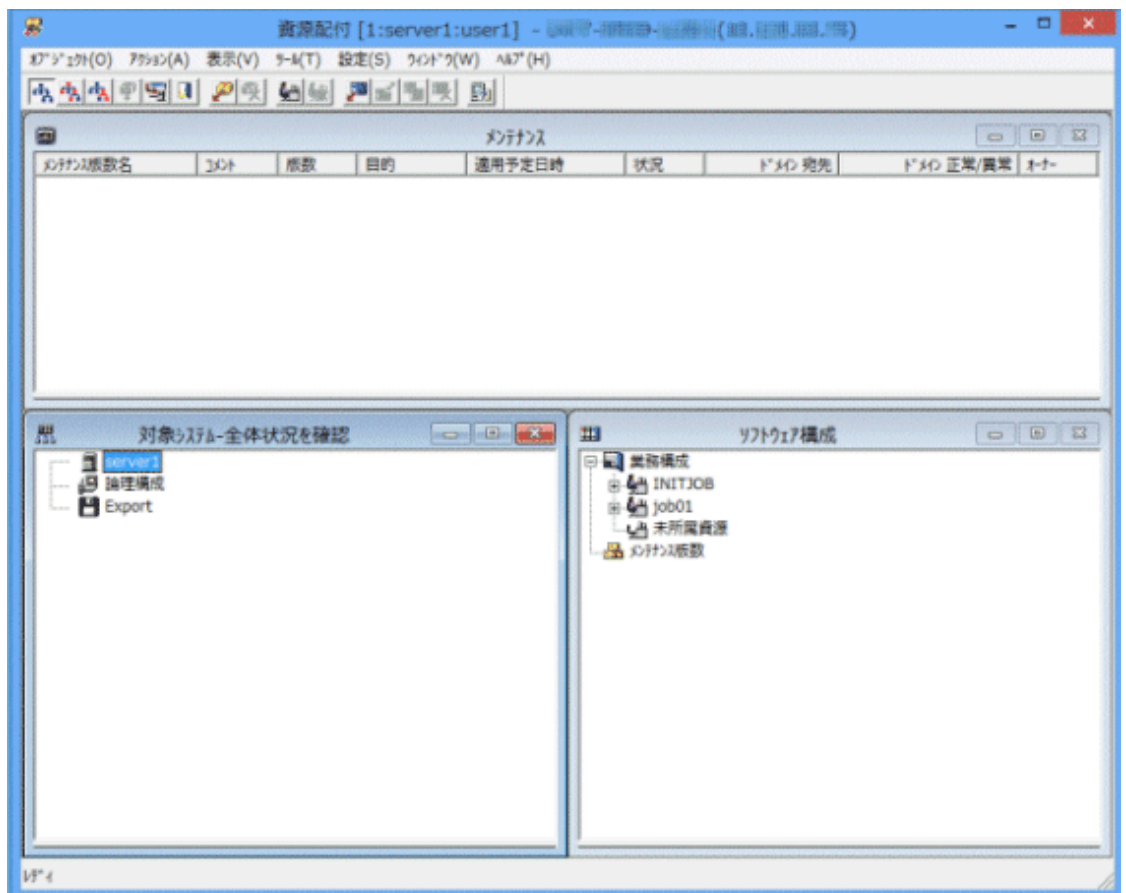 資源配付 [1:server1:user1] -
ｵﾌﾞｼﾞｪｸﾄ(O) ｱｸｼｮﾝ(A) 表示(V) ﾂｰﾙ(T) 設定(S) ｳｨﾝﾄﾞｳ(W) ﾍﾙﾌﾟ(H)
ﾒﾝﾃﾅﾝｽ
ﾒﾝﾃﾅﾝｽ版数名 ｺﾒﾝﾄ 版数 目的 適用予定日時 状況 ﾄﾞﾒｲﾝ 宛先 ﾄﾞﾒｲﾝ 正常/異常 ｵｰﾅｰ
対象ｼｽﾃﾑ-全体状況を確認
server1
論理構成
Export
ｿﾌﾄｳｪｱ構成
業務構成
INITJOB
job01
未所属資源
ﾒﾝﾃﾅﾝｽ版数
ﾚﾃﾞｨ